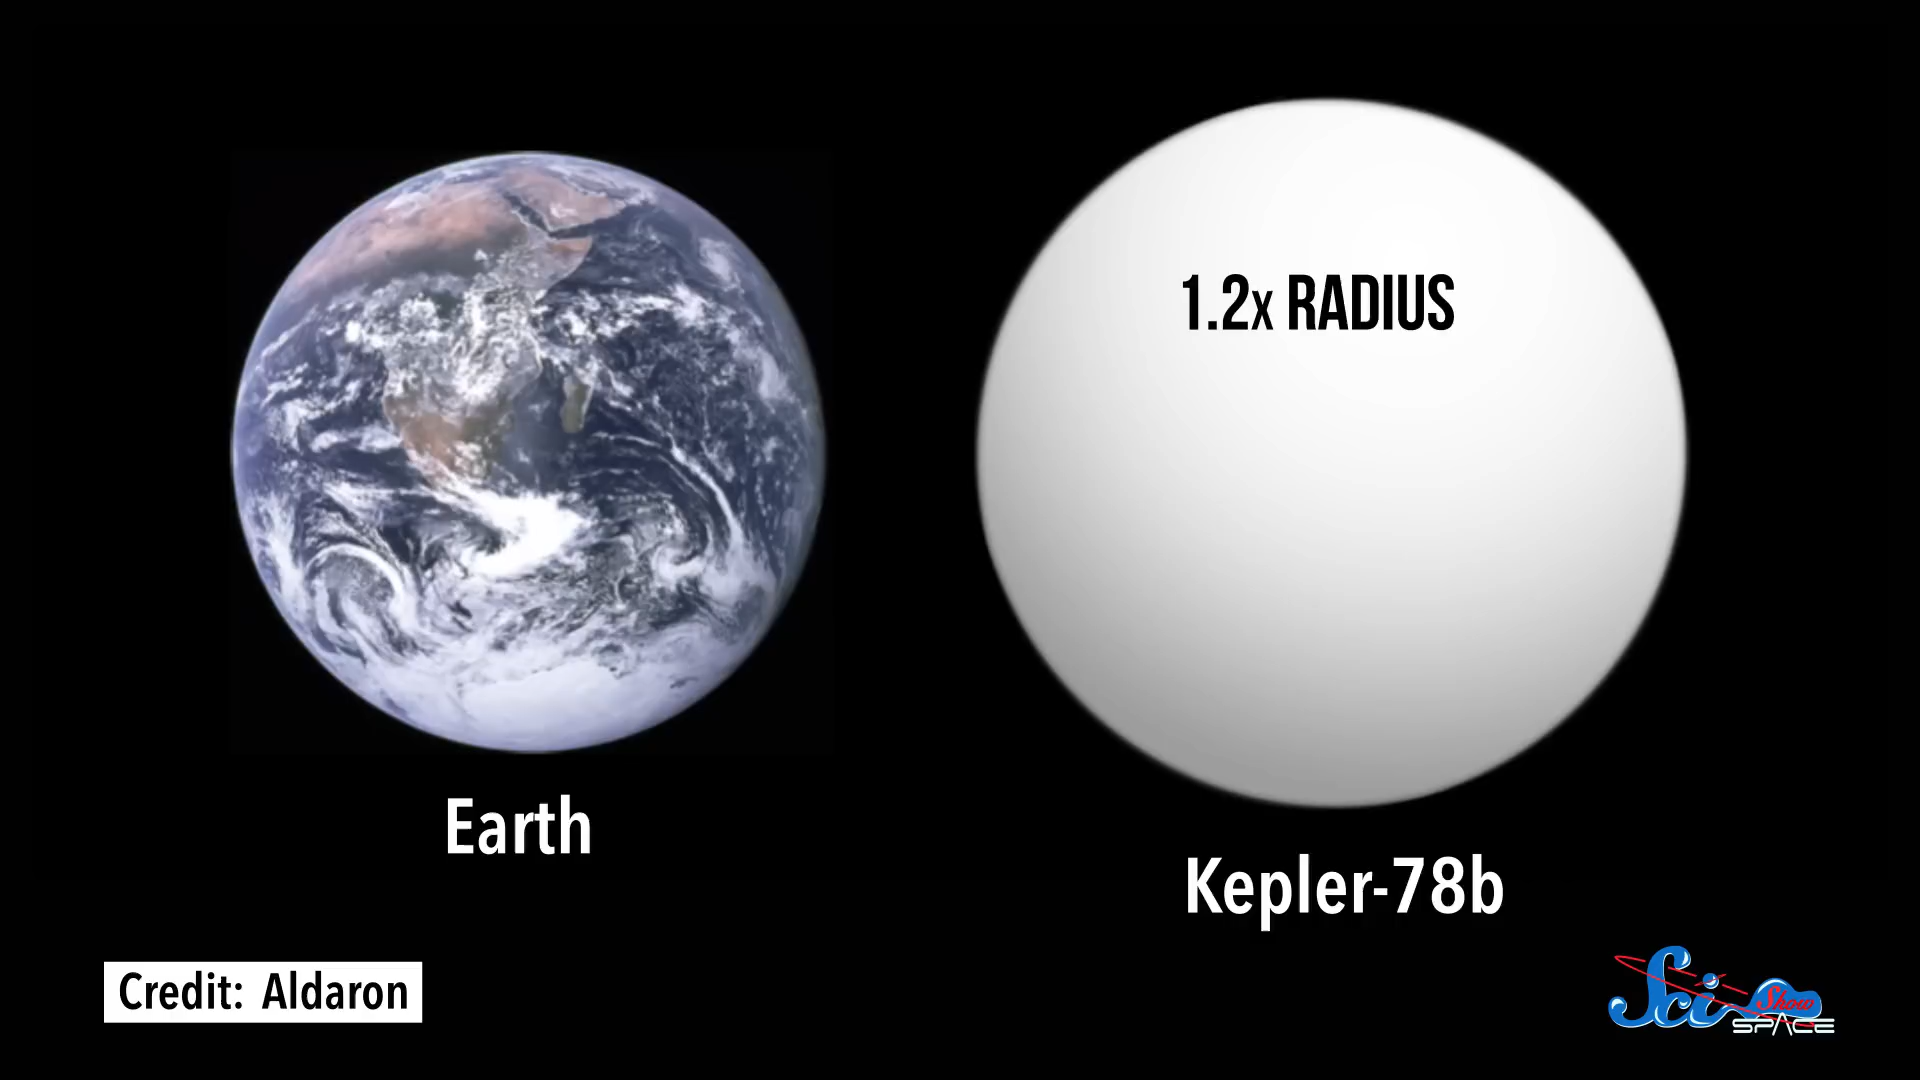 1.2x RADIUS
Earth
Kepler-78b
Credit: Aldaron
Sci Show
SPACE